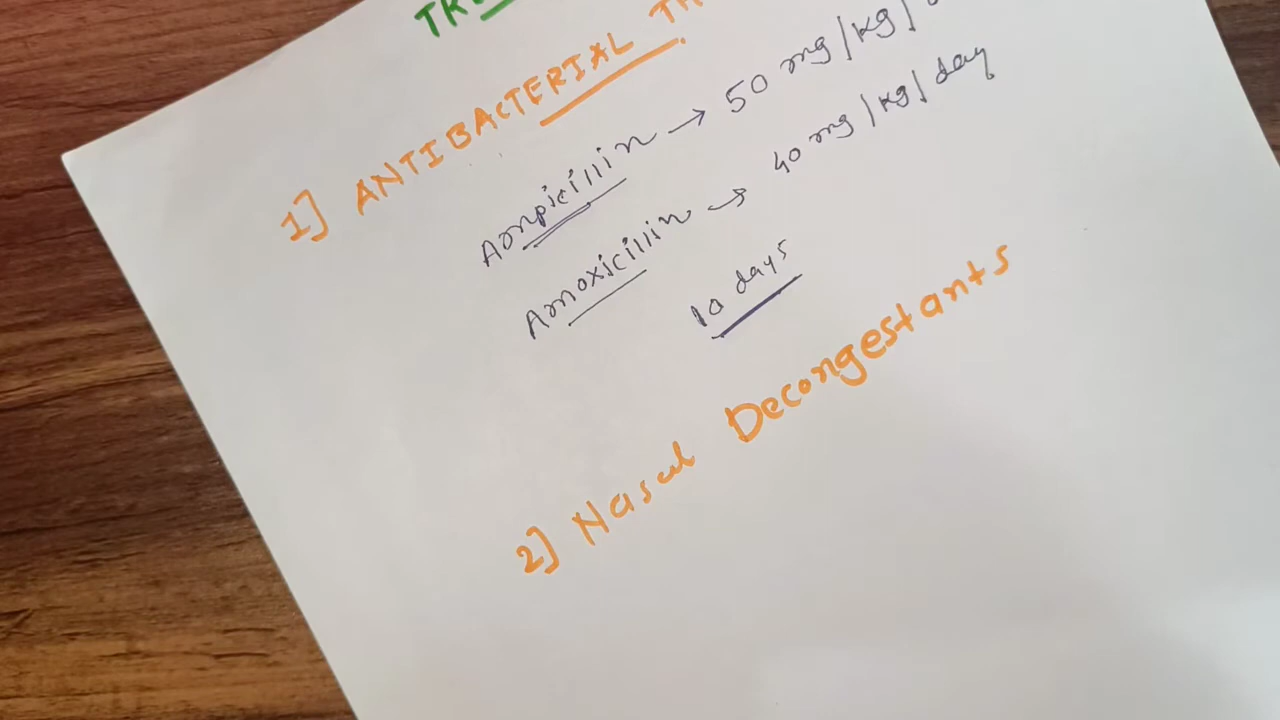 1] ANTIBACTERIAL
Ampicillin → 50 mg/kg/
Amoxicillin → 40 mg/kg/day
10 days
2] Nasal Decongestants